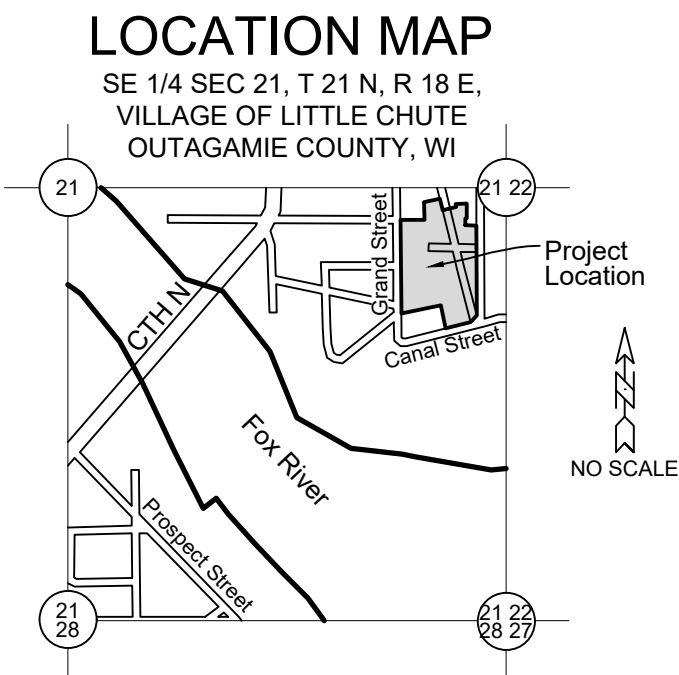 LOCATION MAP
SE 1/4 SEC 21, T 21 N, R 18 E,
VILLAGE OF LITTLE CHUTE
OUTAGAMIE COUNTY, WI
21
21 22
Grand Street
Project
Location
CTH N
Canal Street
Fox River
N
NO SCALE
Prospect Street
21
28
21 22
28 27